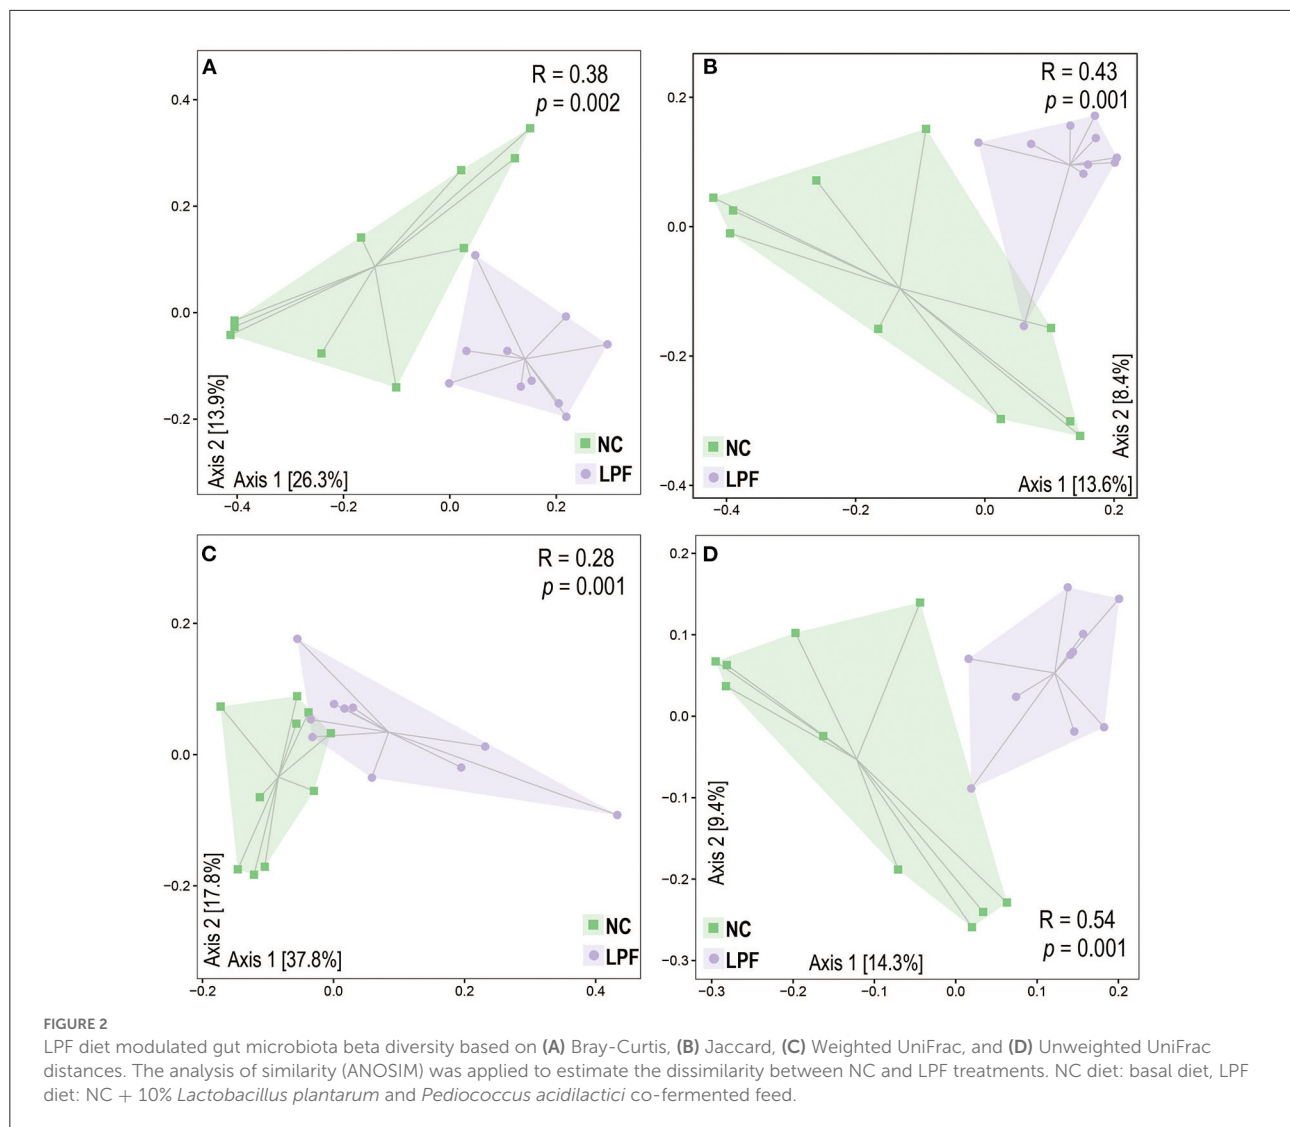 A
R = 0.38
p = 0.002
0.4
0.2
0.0
−0.2
Axis 2 [13.9%]
Axis 1 [26.3%]
NC
LPF
−0.4
−0.2
0.0
0.2
B
R = 0.43
p = 0.001
0.2
0.0
−0.2
−0.4
Axis 2 [8.4%]
NC
LPF
Axis 1 [13.6%]
−0.4
−0.2
0.0
0.2
C
R = 0.28
p = 0.001
0.2
0.0
−0.2
Axis 2 [17.8%]
Axis 1 [37.8%]
NC
LPF
−0.2
0.0
0.2
0.4
D
0.2
0.1
0.0
−0.1
−0.2
−0.3
Axis 2 [9.4%]
R = 0.54
p = 0.001
NC
LPF
Axis 1 [14.3%]
−0.3
−0.2
−0.1
0.0
0.1
0.2
FIGURE 2
LPF diet modulated gut microbiota beta diversity based on (A) Bray-Curtis, (B) Jaccard, (C) Weighted UniFrac, and (D) Unweighted UniFrac
distances. The analysis of similarity (ANOSIM) was applied to estimate the dissimilarity between NC and LPF treatments. NC diet: basal diet, LPF
diet: NC + 10% Lactobacillus plantarum and Pediococcus acidilactici co-fermented feed.